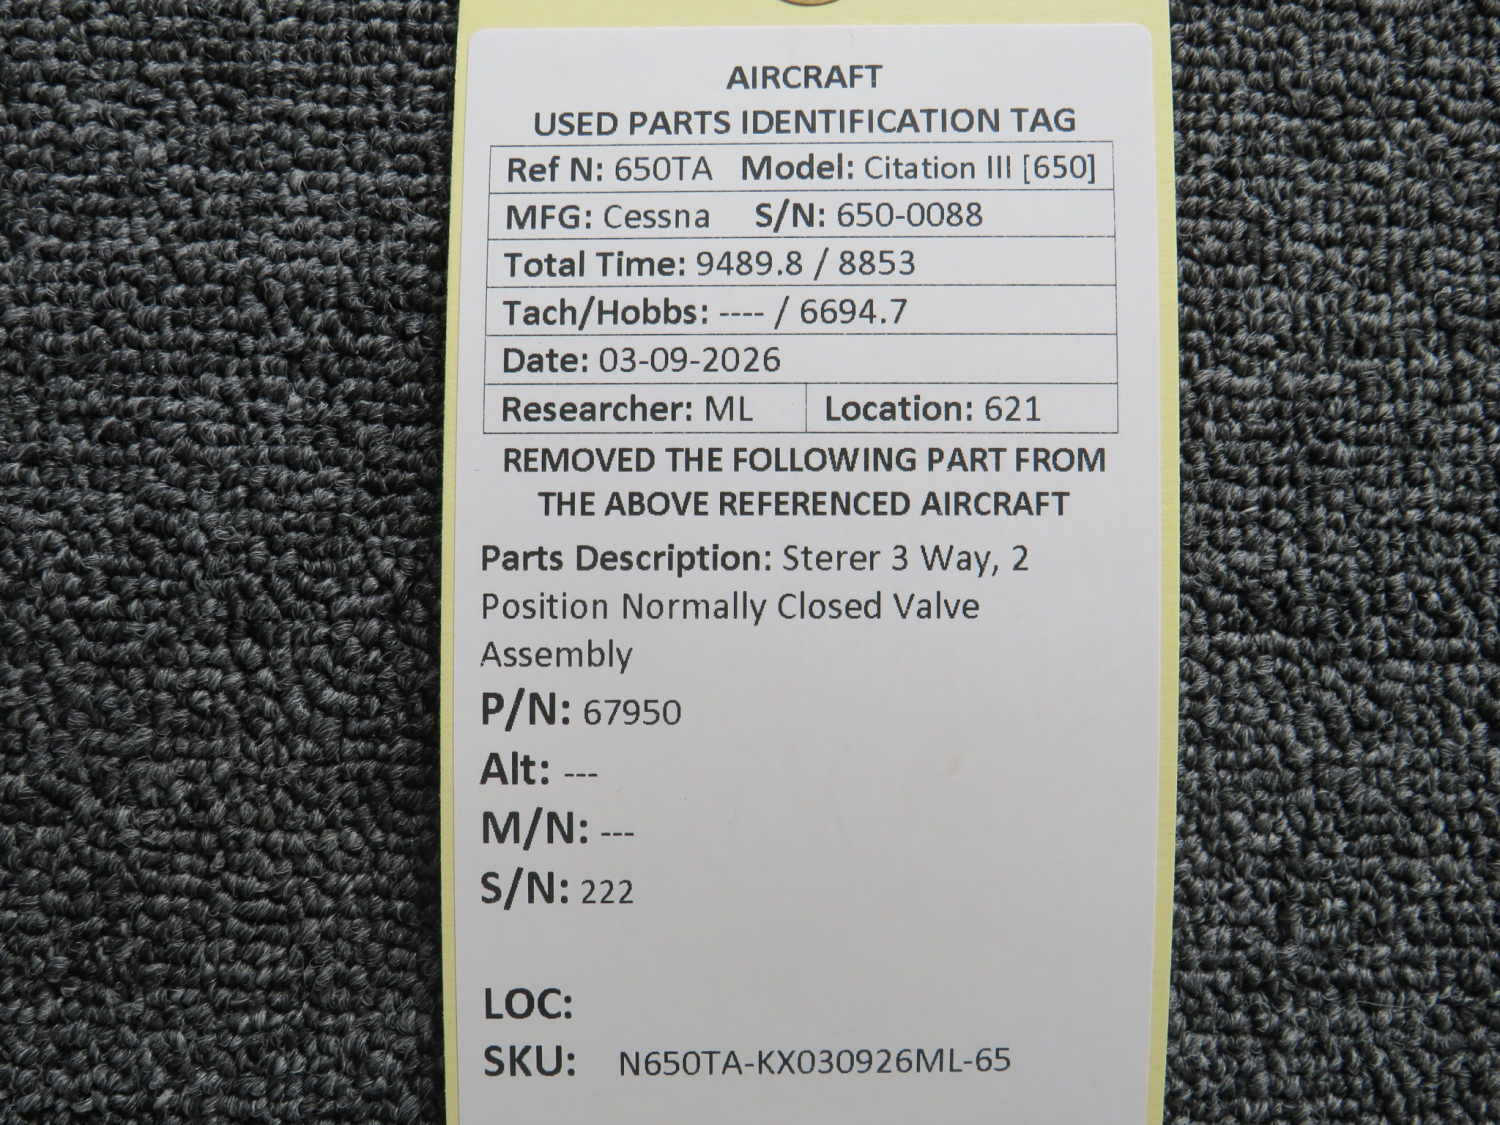 AIRCRAFT
USED PARTS IDENTIFICATION TAG
Ref N: 650TA Model: Citation III [650]
MFG: Cessna S/N: 650-0088
Total Time: 9489.8 / 8853
Tach/Hobbs: ---- / 6694.7
Date: 03-09-2026
Researcher: ML Location: 621
REMOVED THE FOLLOWING PART FROM
THE ABOVE REFERENCED AIRCRAFT
Parts Description: Sterer 3 Way, 2
Position Normally Closed Valve
Assembly
P/N: 67950
Alt: ---
M/N: ---
S/N: 222
LOC:
SKU: N650TA-KX030926ML-65